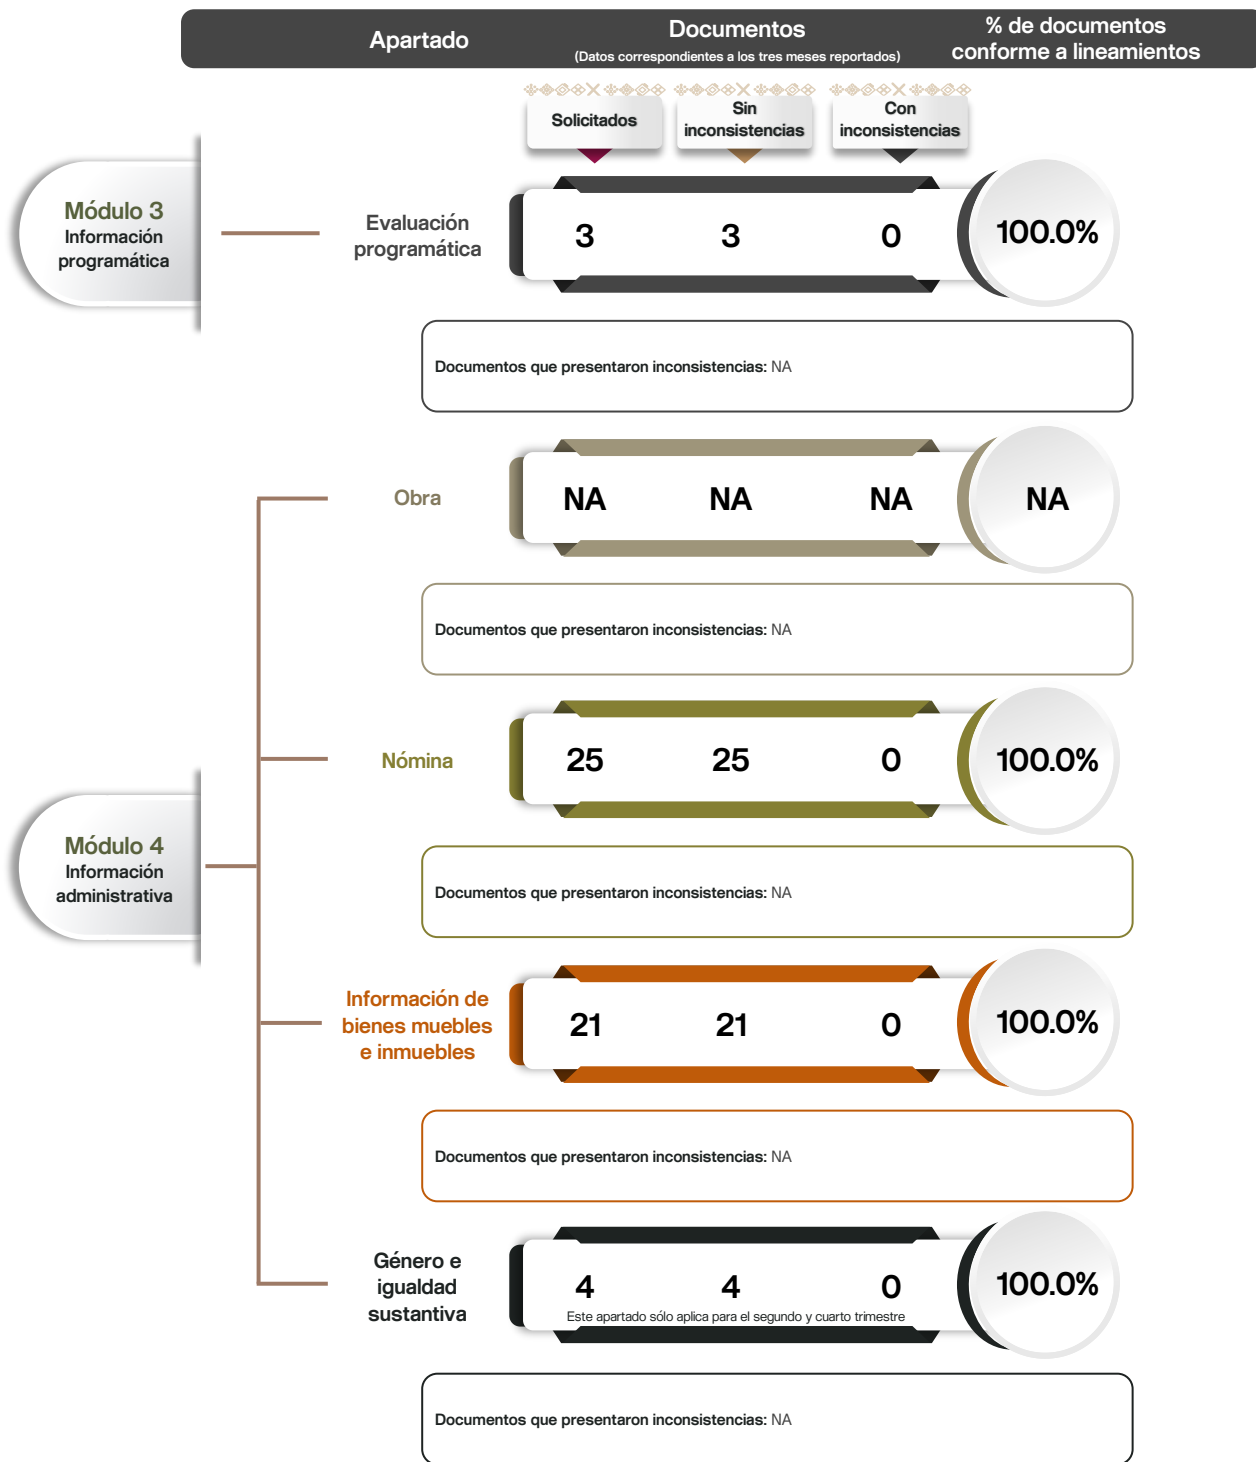 Apartado
Documentos
(Datos correspondientes a los tres meses reportados)
% de documentos
conforme a lineamientos
Solicitados
Sin
inconsistencias
Con
inconsistencias
Módulo 3
Información
programática
Evaluación
programática
3 3 0 100.0%
Documentos que presentaron inconsistencias: NA
Obra
NA NA NA NA
Documentos que presentaron inconsistencias: NA
Módulo 4
Información
administrativa
Nómina
25 25 0 100.0%
Documentos que presentaron inconsistencias: NA
Información de
bienes muebles
e inmuebles
21 21 0 100.0%
Documentos que presentaron inconsistencias: NA
Género e
igualdad
sustantiva
4 4 0 100.0%
Este apartado sólo aplica para el segundo y cuarto trimestre
Documentos que presentaron inconsistencias: NA